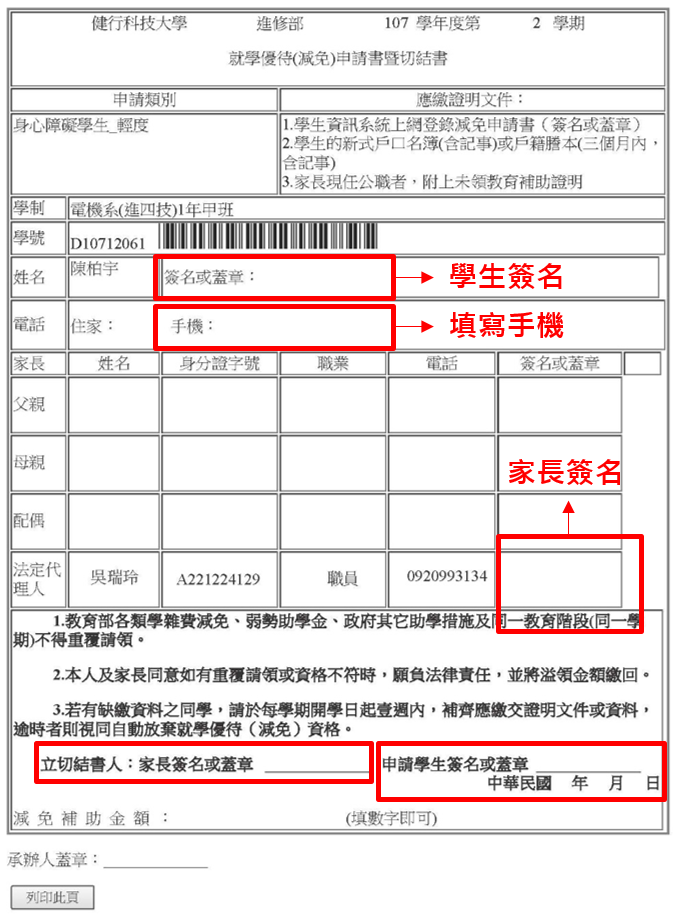 健行科技大學 進修部 107 學年度第 2 學期
就學優待(減免)申請書暨切結書
申請類別 應繳證明文件：
身心障礙學生_輕度
1.學生資訊系統上網登錄減免申請書（簽名或蓋章）
2.學生的新式戶口名簿(含記事)或戶籍謄本(三個月內，
含記事)
3.家長現任公職者，附上未領教育補助證明
學制 電機系(進四技)1年甲班
學號 D10712061
姓名 陳柏宇 簽名或蓋章： 學生簽名
電話 住家： 手機： 填寫手機
家長 姓名 身分證字號 職業 電話 簽名或蓋章
父親
母親
家長簽名
配偶
法定代
理人 吳瑞玲 A221224129 職員 0920993134
1.教育部各類學雜費減免、弱勢助學金、政府其它助學措施及同一教育階段(同一學
期)不得重覆請領。
2.本人及家長同意如有重覆請領或資格不符時，願負法律責任，並將溢領金額繳回。
3.若有缺繳資料之同學，請於每學期開學日起壹週內，補齊應繳交證明文件或資料，
逾時者則視同自動放棄就學優待（減免）資格。
立切結書人：家長簽名或蓋章 ____________ 申請學生簽名或蓋章 ____________
中華民國 年 月 日
減免補助金額： (填數字即可)
承辦人蓋章：____________
列印此頁